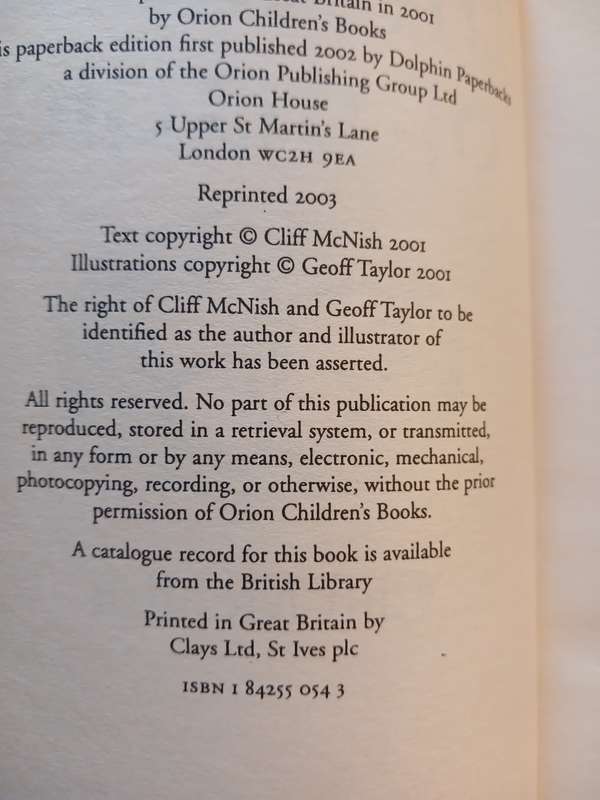 Britain in 2001
by Orion Children's Books
is paperback edition first published 2002 by Dolphin Paperbacks
a division of the Orion Publishing Group Ltd
Orion House
5 Upper St Martin's Lane
London WC2H 9EA
Reprinted 2003
Text copyright © Cliff McNish 2001
Illustrations copyright © Geoff Taylor 2001
The right of Cliff McNish and Geoff Taylor to be
identified as the author and illustrator of
this work has been asserted.
All rights reserved. No part of this publication may be
reproduced, stored in a retrieval system, or transmitted,
in any form or by any means, electronic, mechanical,
photocopying, recording, or otherwise, without the prior
permission of Orion Children's Books.
A catalogue record for this book is available
from the British Library
Printed in Great Britain by
Clays Ltd, St Ives plc
ISBN 1 84255 054 3